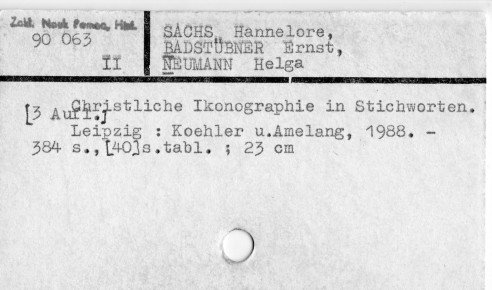 Zakł. Nauk Pomoc. Hist.
90 063
II
SACHS Hannelore,
BADSTÜBNER Ernst,
NEUMANN Helga
Christliche Ikonographie in Stichworten.
[3 Aufl.]
Leipzig : Koehler u.Amelang, 1988. -
384 s.,[40]s.tabl. ; 23 cm